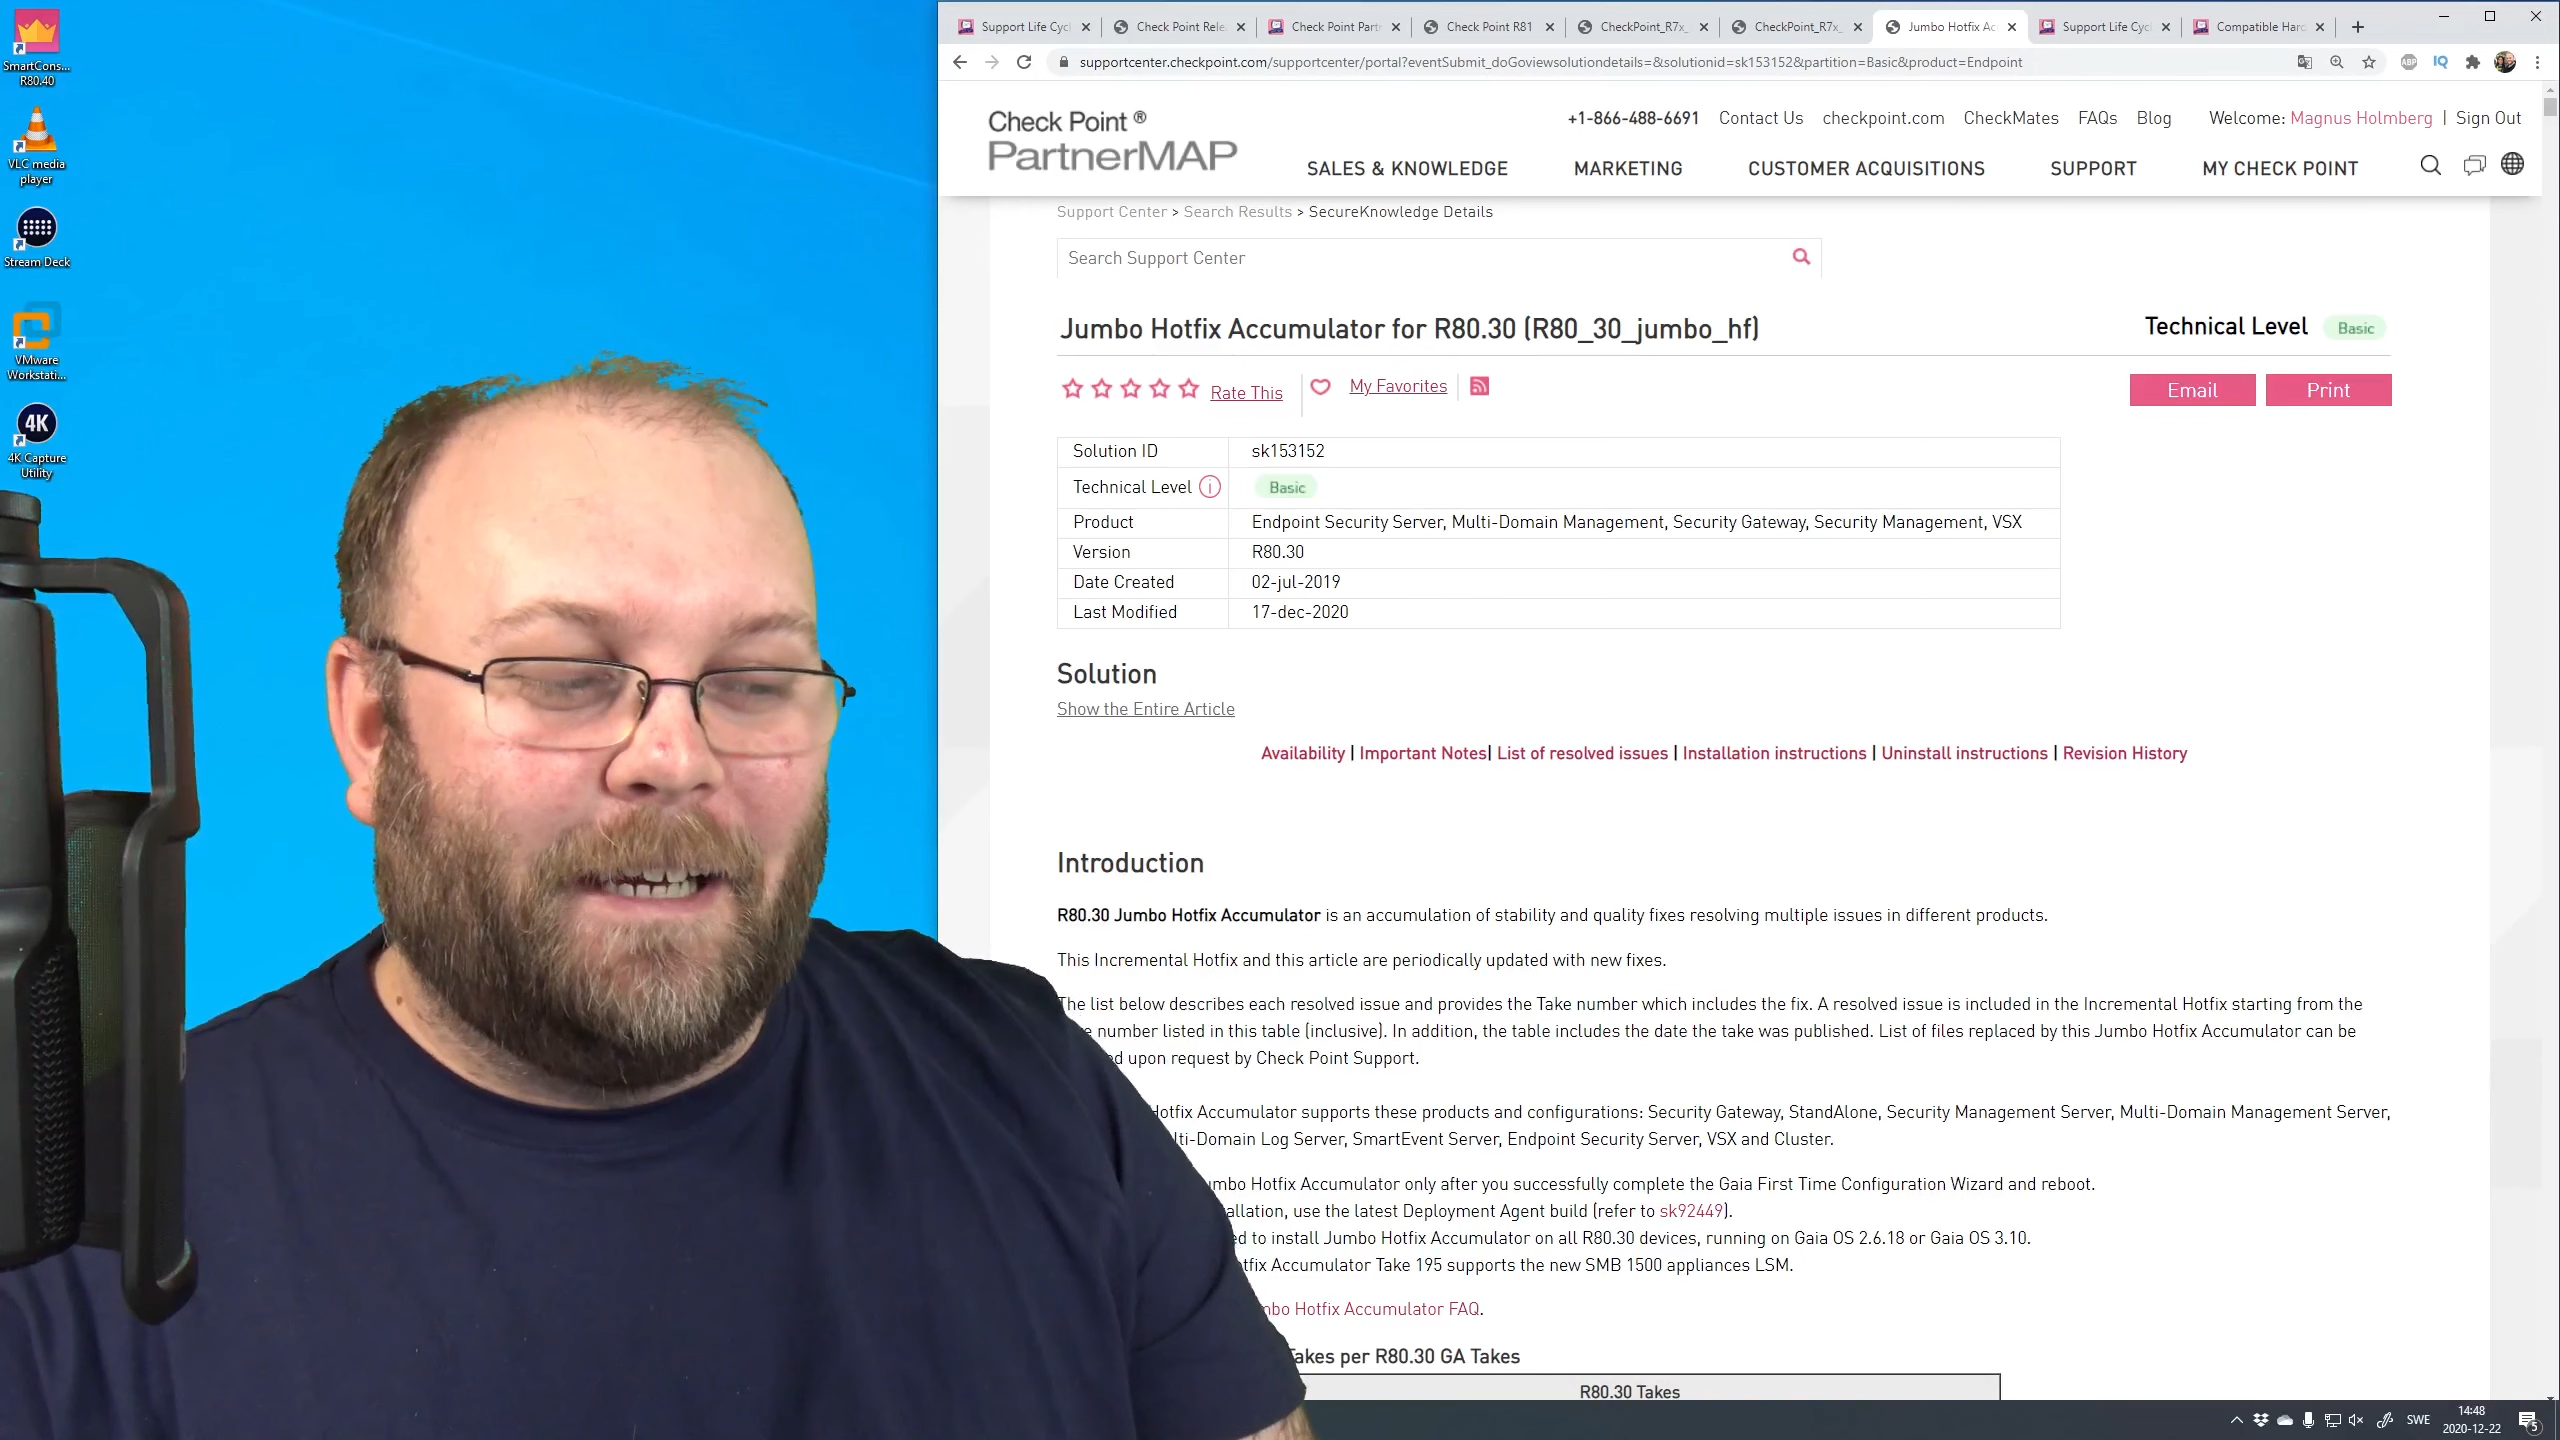 SmartCons... R80.40
VLC media player
Stream Deck
VMware Workstati...
4K
4K Capture Utility
Support Life Cycl
Check Point Rele
Check Point Part
Check Point R81
CheckPoint_R7x_
CheckPoint_R7x_
Jumbo Hotfix Ac
Support Life Cycl
Compatible Hard
supportcenter.checkpoint.com/supportcenter/portal?eventSubmit_doGoviewsolutiondetails=&solutionid=sk153152&partition=Basic&product=Endpoint
ABP
IQ
Check Point ®
PartnerMAP
+1-866-488-6691 Contact Us checkpoint.com CheckMates FAQs Blog Welcome: Magnus Holmberg | Sign Out
SALES & KNOWLEDGE MARKETING CUSTOMER ACQUISITIONS SUPPORT MY CHECK POINT
Support Center > Search Results > SecureKnowledge Details
Search Support Center
Jumbo Hotfix Accumulator for R80.30 (R80_30_jumbo_hf)
Technical Level Basic
Rate This
My Favorites
Email
Print
Solution ID sk153152
Technical Level Basic
Product Endpoint Security Server, Multi-Domain Management, Security Gateway, Security Management, VSX
Version R80.30
Date Created 02-jul-2019
Last Modified 17-dec-2020
Solution
Show the Entire Article
Availability | Important Notes| List of resolved issues | Installation instructions | Uninstall instructions | Revision History
Introduction
R80.30 Jumbo Hotfix Accumulator is an accumulation of stability and quality fixes resolving multiple issues in different products.
This Incremental Hotfix and this article are periodically updated with new fixes.
The list below describes each resolved issue and provides the Take number which includes the fix. A resolved issue is included in the Incremental Hotfix starting from the
number listed in this table (inclusive). In addition, the table includes the date the take was published. List of files replaced by this Jumbo Hotfix Accumulator can be
upon request by Check Point Support.
Hotfix Accumulator supports these products and configurations: Security Gateway, StandAlone, Security Management Server, Multi-Domain Management Server,
lti-Domain Log Server, SmartEvent Server, Endpoint Security Server, VSX and Cluster.
umbo Hotfix Accumulator only after you successfully complete the Gaia First Time Configuration Wizard and reboot.
allation, use the latest Deployment Agent build (refer to sk92449).
ed to install Jumbo Hotfix Accumulator on all R80.30 devices, running on Gaia OS 2.6.18 or Gaia OS 3.10.
tfix Accumulator Take 195 supports the new SMB 1500 appliances LSM.
mbo Hotfix Accumulator FAQ.
Takes per R80.30 GA Takes
R80.30 Takes
SWE
14:48
2020-12-22
5